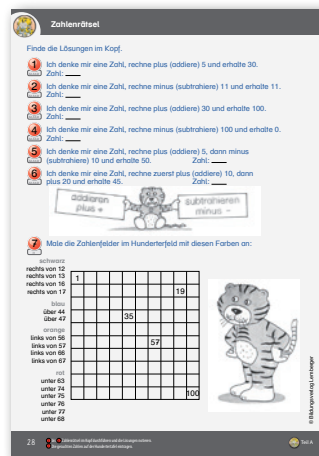 Zahlenrätsel
Finde die Lösungen im Kopf.
1 Ich denke mir eine Zahl, rechne plus (addiere) 5 und erhalte 30.
Zahl:
2 Ich denke mir eine Zahl, rechne minus (subtrahiere) 11 und erhalte 11.
Zahl:
3 Ich denke mir eine Zahl, rechne plus (addiere) 30 und erhalte 100.
Zahl:
4 Ich denke mir eine Zahl, rechne minus (subtrahiere) 100 und erhalte 0.
Zahl:
5 Ich denke mir eine Zahl, rechne plus (addiere) 5, dann minus
(subtrahiere) 10 und erhalte 50. Zahl:
6 Ich denke mir eine Zahl, rechne zuerst plus (addiere) 10, dann
plus 20 und erhalte 45. Zahl:
addieren
plus +
subtrahieren
minus -
7 Male die Zahlenfelder im Hunderterfeld mit diesen Farben an:
schwarz
rechts von 12
rechts von 13
rechts von 16
rechts von 17
blau
über 44
über 47
orange
links von 56
links von 57
links von 66
links von 67
rot
unter 63
unter 74
unter 75
unter 76
unter 77
unter 68
1
19
35
57
100
© Bildungsverlag Lemberger
28
Teil A